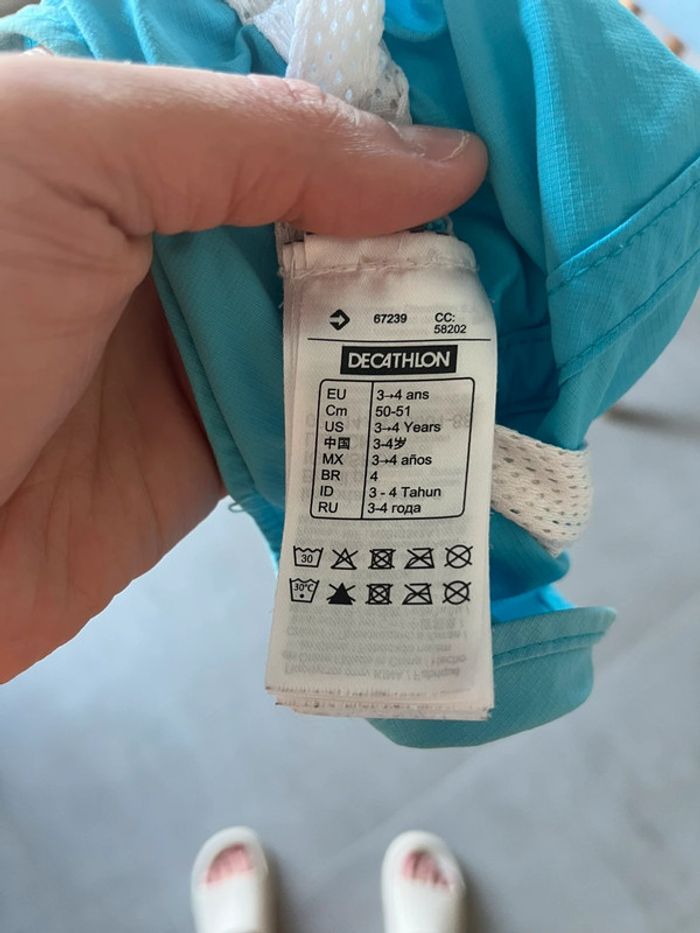 67239 CC:
58202
DECATHLON
EU 3→4 ans
Cm 50-51
US 3→4 Years
中国 3-4岁
MX 3→4 años
BR 4
ID 3 - 4 Tahun
RU 3-4 года
30
30°C